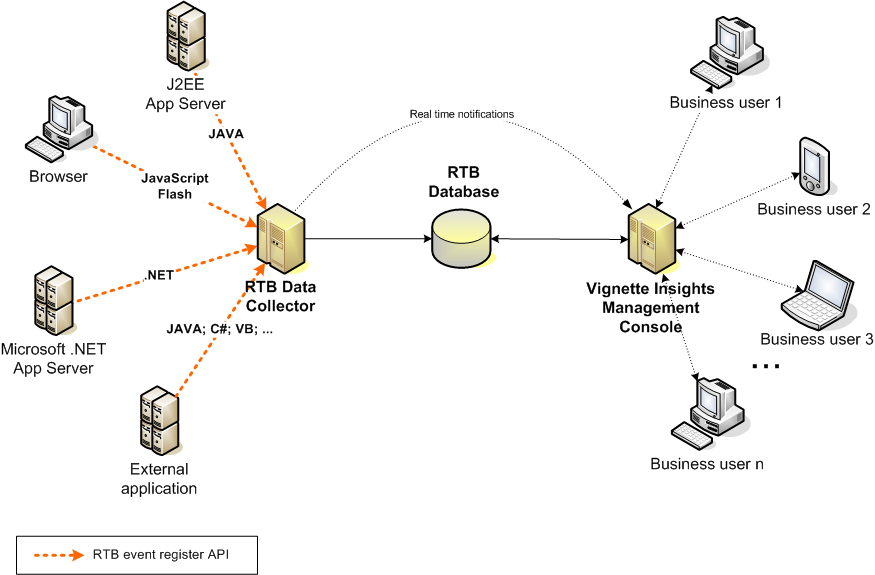 J2EE
App Server
JAVA
Browser
JavaScript
Flash
.NET
Microsoft .NET
App Server
JAVA; C#; VB; ...
External
application
RTB Data
Collector
Real time notifications
RTB
Database
Vignette Insights
Management
Console
Business user 1
Business user 2
Business user 3
...
Business user n
RTB event register API